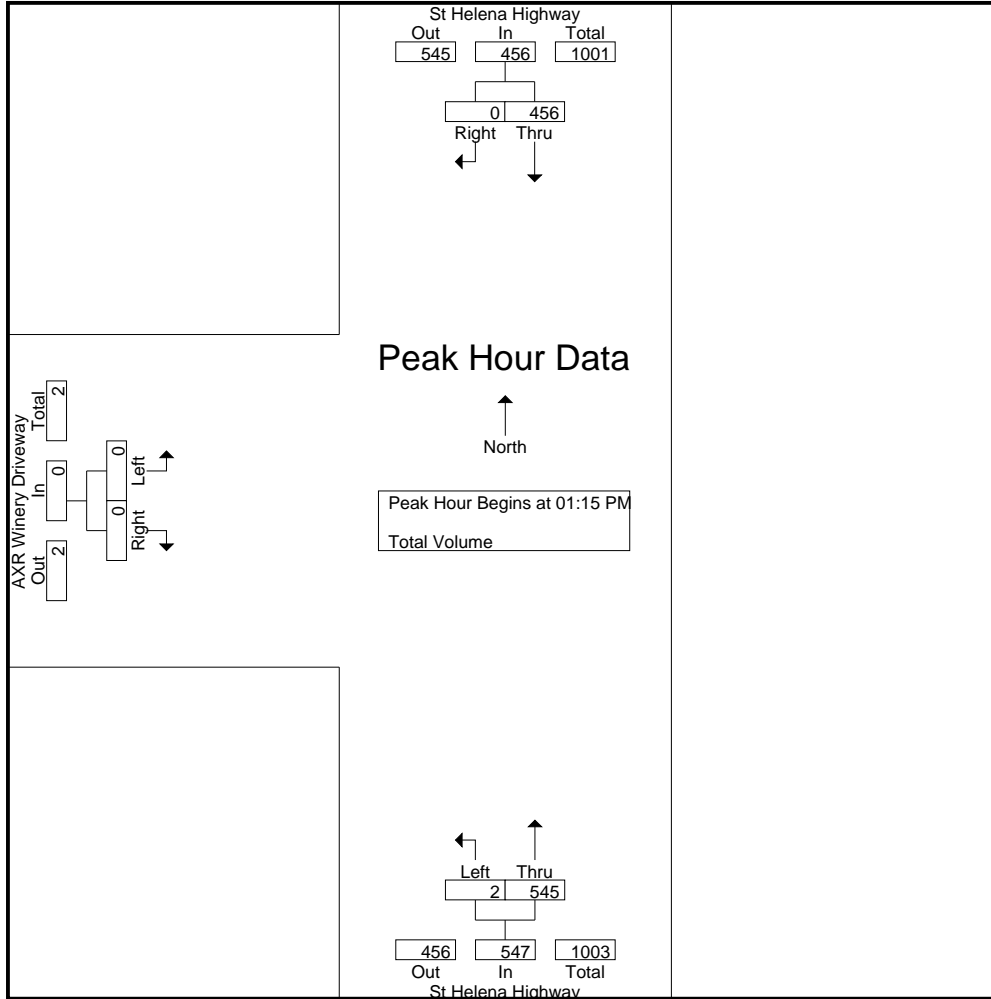 St Helena Highway
Out In Total
545 456 1001
0 456
Right Thru
Peak Hour Data
North
Peak Hour Begins at 01:15 PM
Total Volume
AXR Winery Driveway
Out In Total
2 0 2
Right Left
0 0
Left Thru
2 545
456 547 1003
Out In Total
St Helena Highway